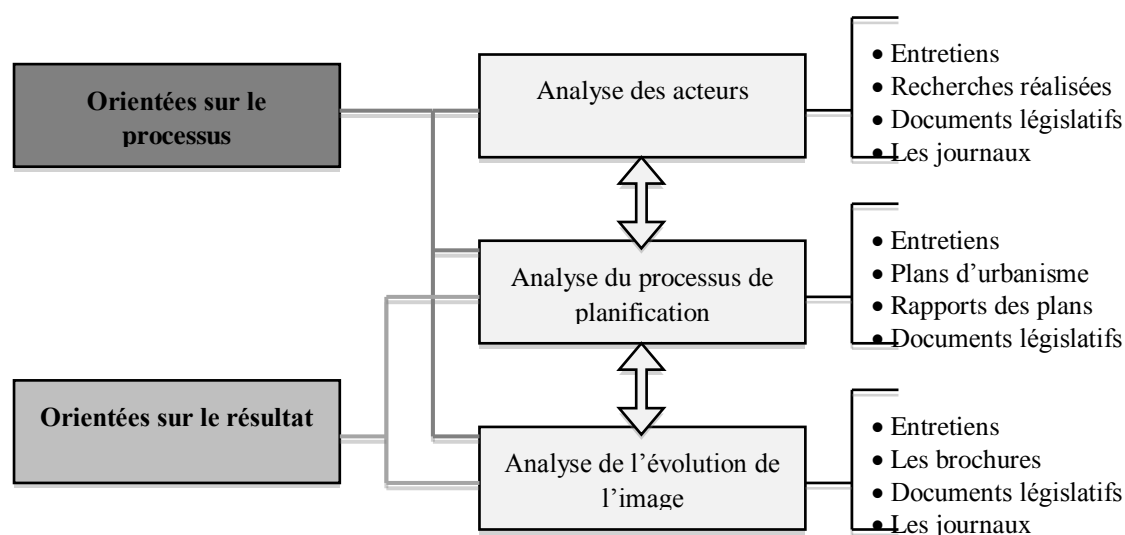 Orientées sur le
processus
Orientées sur le résultat
Analyse des acteurs
Analyse du processus de
planification
Analyse de l’évolution de
l’image
• Entretiens
• Recherches réalisées
• Documents législatifs
• Les journaux
• Entretiens
• Plans d’urbanisme
• Rapports des plans
• Documents législatifs
• Entretiens
• Les brochures
• Documents législatifs
• Les journaux